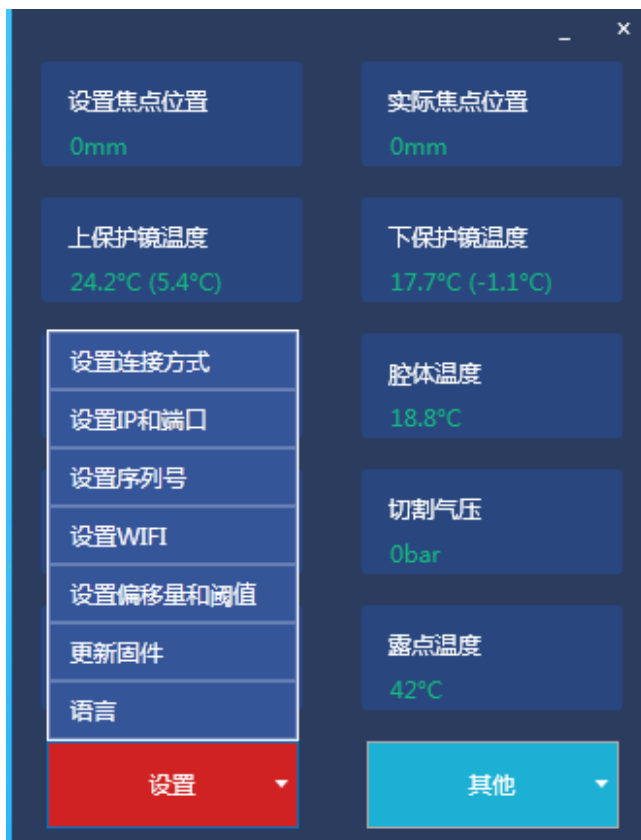 设置焦点位置
0mm
实际焦点位置
0mm
上保护镜温度
24.2°C (5.4°C)
下保护镜温度
17.7°C (-1.1°C)
设置连接方式
设置IP和端口
设置序列号
设置WIFI
设置偏移量和阈值
更新固件
语言
腔体温度
18.8°C
切割气压
0bar
露点温度
42°C
设置
其他